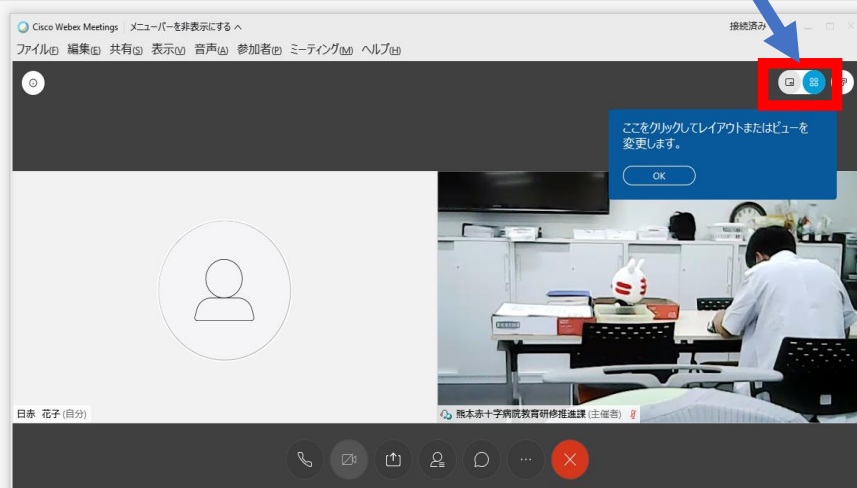 Cisco Webex Meetings メニューバーを非表示にする
接続済み
ファイル(F) 編集(E) 共有(S) 表示(V) 音声(A) 参加者(P) ミーティング(M) ヘルプ(H)
ここをクリックしてレイアウトまたはビューを
変更します。
OK
日赤 花子 (自分)
熊本赤十字病院教育研修推進課 (主催者)